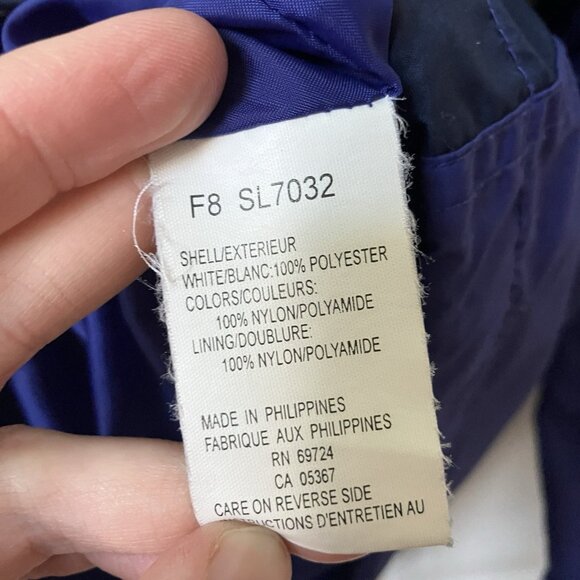 F8 SL7032
SHELL/EXTERIEUR
WHITE/BLANC:100% POLYESTER
COLORS/COULEURS:
100% NYLON/POLYAMIDE
LINING/DOUBLURE:
100% NYLON/POLYAMIDE
MADE IN PHILIPPINES
FABRIQUE AUX PHILIPPINES
RN 69724
CA 05367
CARE ON REVERSE SIDE
D'ENTRETIEN AU